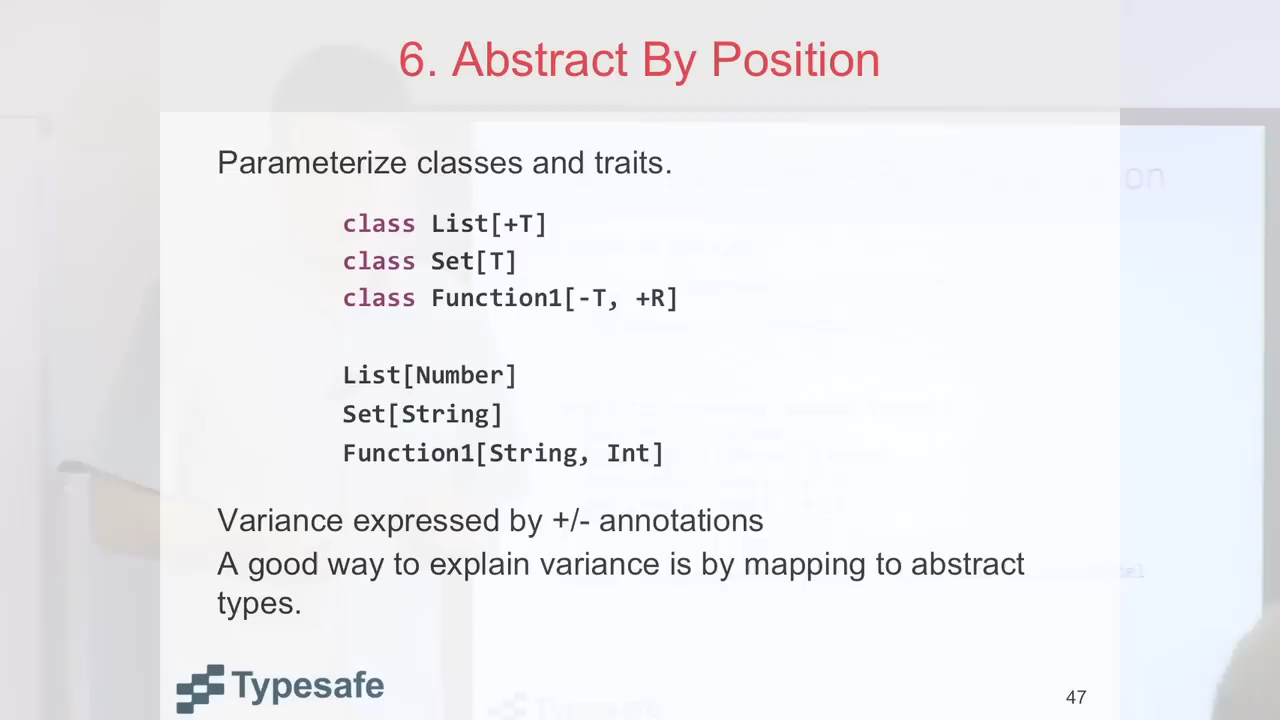 6. Abstract By Position
Parameterize classes and traits.
class List[+T]
class Set[T]
class Function1[-T, +R]
List[Number]
Set[String]
Function1[String, Int]
Variance expressed by +/- annotations
A good way to explain variance is by mapping to abstract
types.
Typesafe
47